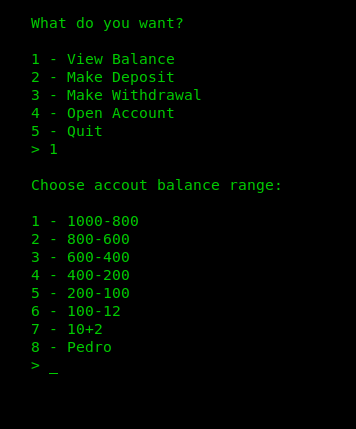 What do you want?
1 - View Balance
2 - Make Deposit
3 - Make Withdrawal
4 - Open Account
5 - Quit
> 1
Choose accout balance range:
1 - 1000-800
2 - 800-600
3 - 600-400
4 - 400-200
5 - 200-100
6 - 100-12
7 - 10+2
8 - Pedro
> _